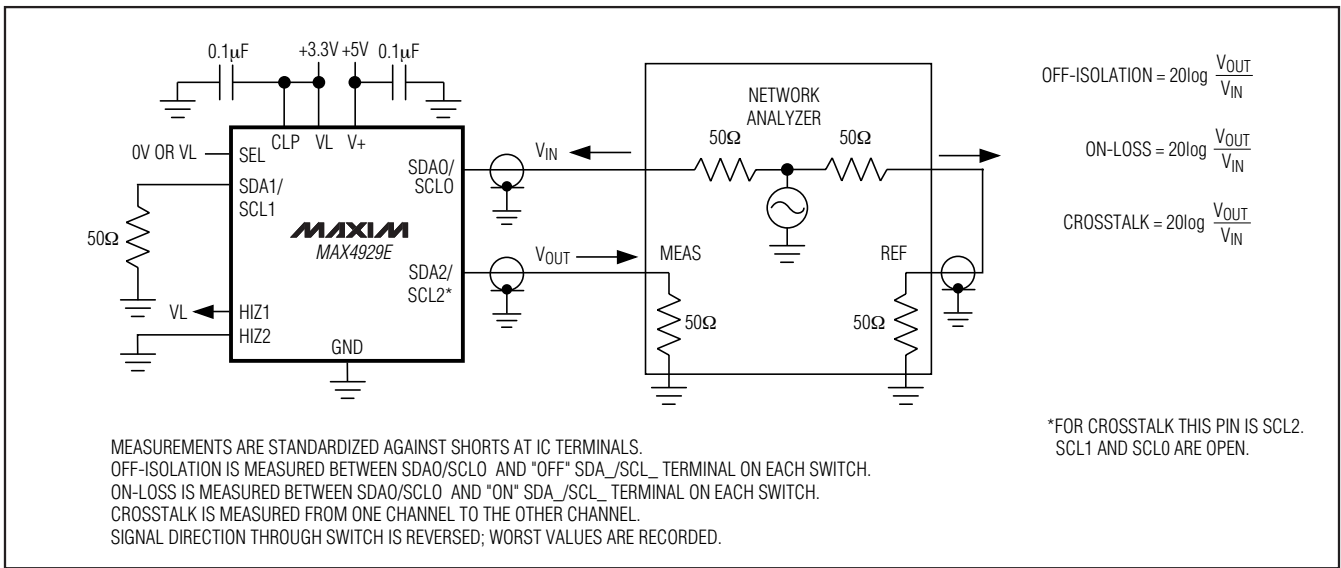 0.1µF
+3.3V +5V
0.1µF
CLP VL V+
0V OR VL
SEL
SDA1/
SCL1
50Ω
MAXIM
MAX4929E
SDA0/
SCL0
SDA2/
SCL2*
VL
HIZ1
HIZ2
GND
VIN
VOUT
NETWORK
ANALYZER
50Ω
50Ω
MEAS
REF
50Ω
50Ω
OFF-ISOLATION = 20log VOUT
VIN
ON-LOSS = 20log VOUT
VIN
CROSSTALK = 20log VOUT
VIN
*FOR CROSSTALK THIS PIN IS SCL2.
SCL1 AND SCL0 ARE OPEN.
MEASUREMENTS ARE STANDARDIZED AGAINST SHORTS AT IC TERMINALS.
OFF-ISOLATION IS MEASURED BETWEEN SDA0/SCL0 AND "OFF" SDA_/SCL_ TERMINAL ON EACH SWITCH.
ON-LOSS IS MEASURED BETWEEN SDA0/SCL0 AND "ON" SDA_/SCL_ TERMINAL ON EACH SWITCH.
CROSSTALK IS MEASURED FROM ONE CHANNEL TO THE OTHER CHANNEL.
SIGNAL DIRECTION THROUGH SWITCH IS REVERSED; WORST VALUES ARE RECORDED.